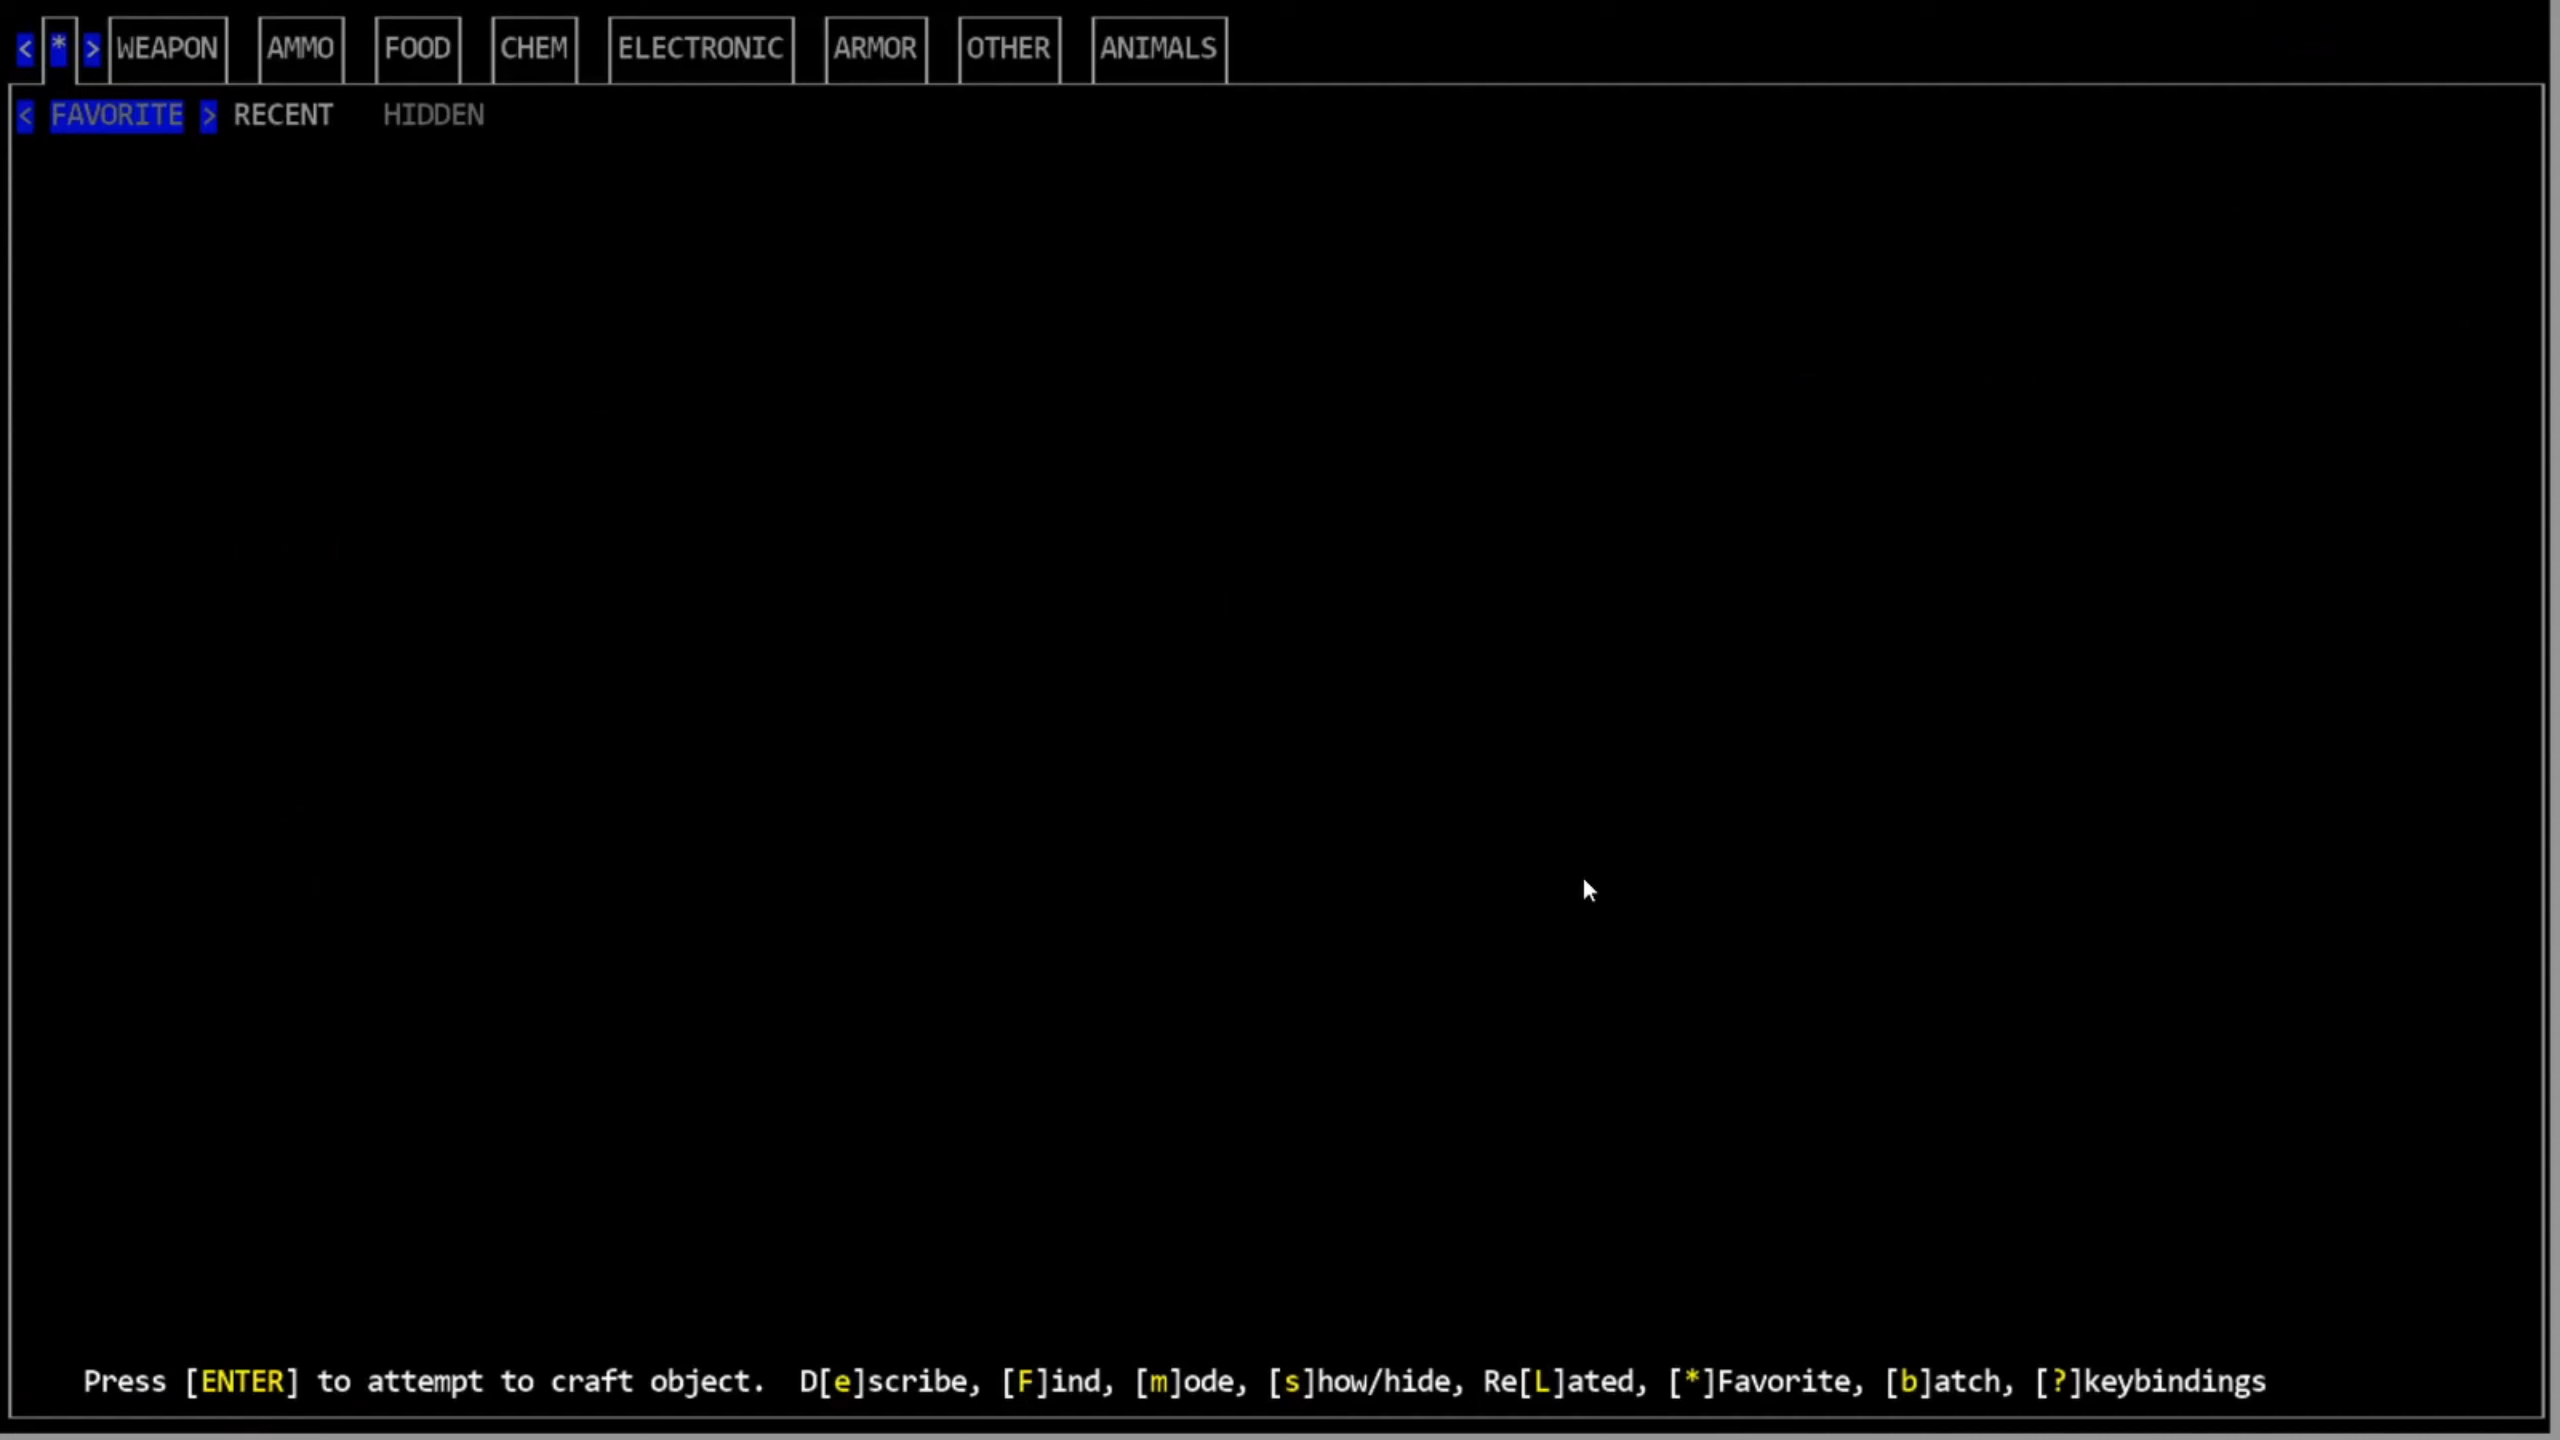 < * > WEAPON AMMO FOOD CHEM ELECTRONIC ARMOR OTHER ANIMALS
< FAVORITE > RECENT HIDDEN
Press [ENTER] to attempt to craft object. D[e]scribe, [F]ind, [m]ode, [s]how/hide, Re[L]ated, [*]Favorite, [b]atch, [?]keybindings